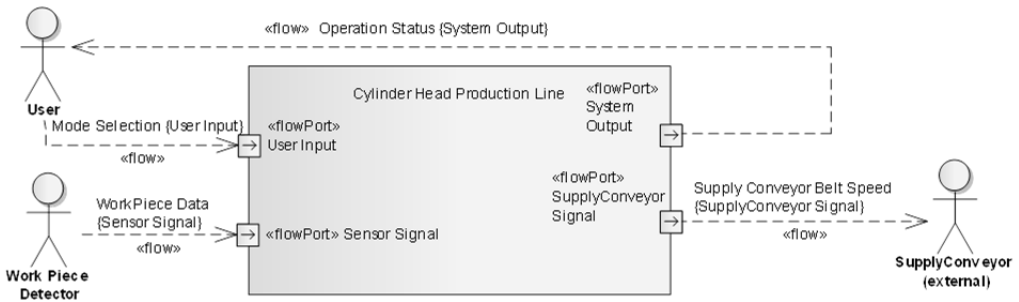 «flow» Operation Status {System Output}
User
Mode Selection {User Input}
«flow»
Cylinder Head Production Line
«flowPort»
System
Output
«flowPort»
User Input
WorkPiece Data
{Sensor Signal}
«flow»
«flowPort» Sensor Signal
Work Piece
Detector
«flowPort»
SupplyConveyor
Signal
Supply Conveyor Belt Speed
{SupplyConveyor Signal}
«flow»
SupplyConveyor
(external)